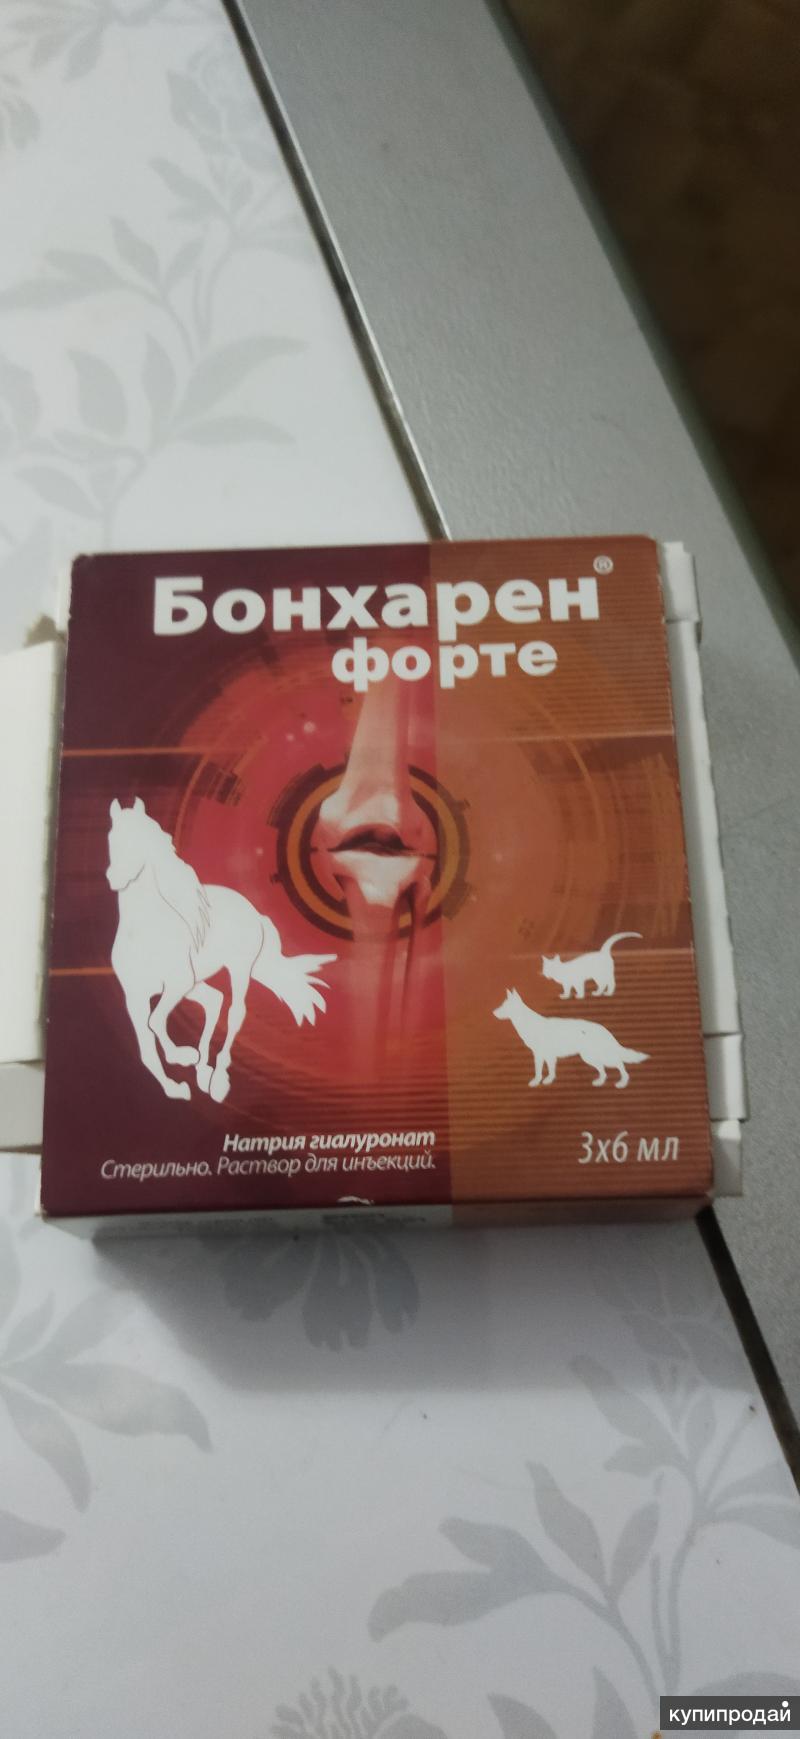 Бонхарен®
форте
Натрия гиалуронат
Стерильно. Раствор для инъекций.
3х6 мл
купипродай